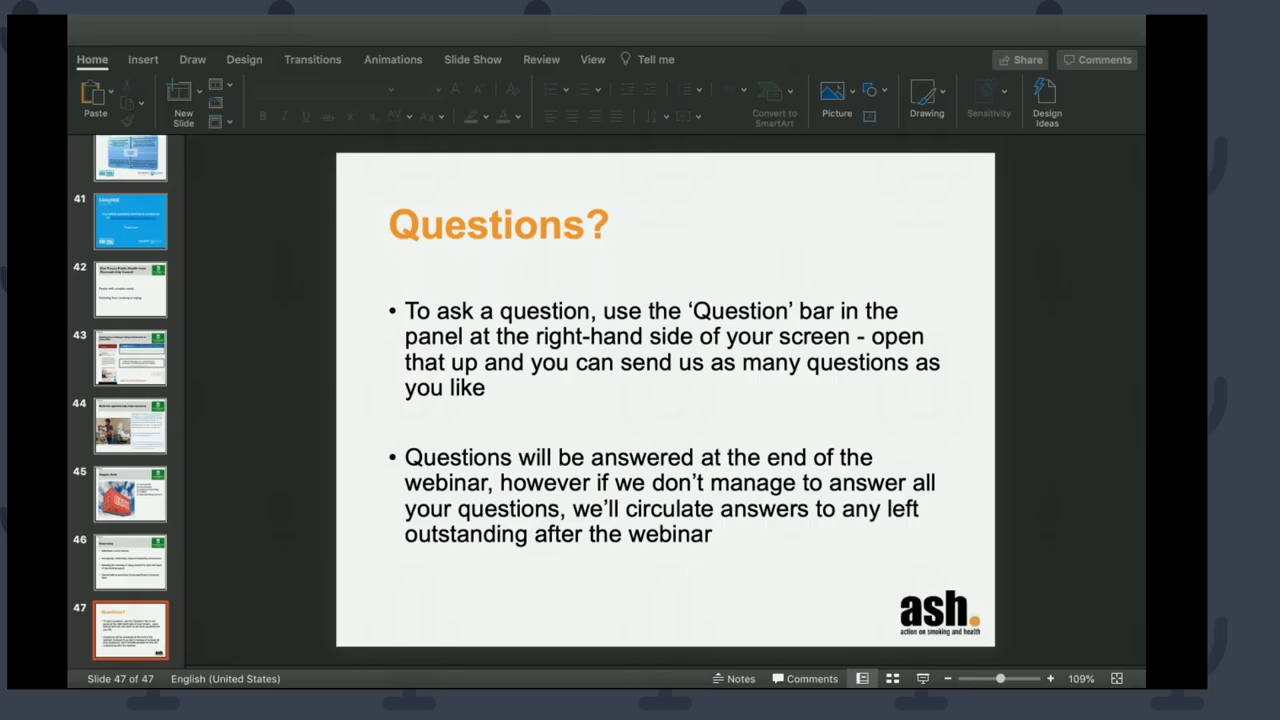 Home Insert Draw Design Transitions Animations Slide Show Review View Tell me Share Comments
Paste New Slide Convert to SmartArt Picture Drawing Sensitivity Design Ideas
41
42
43
44
45
46
47
Questions?
• To ask a question, use the ‘Question’ bar in the
panel at the right-hand side of your screen - open
that up and you can send us as many questions as
you like
• Questions will be answered at the end of the
webinar, however if we don’t manage to answer all
your questions, we’ll circulate answers to any left
outstanding after the webinar
ash.
action on smoking and health
Slide 47 of 47 English (United States) Notes Comments 109%